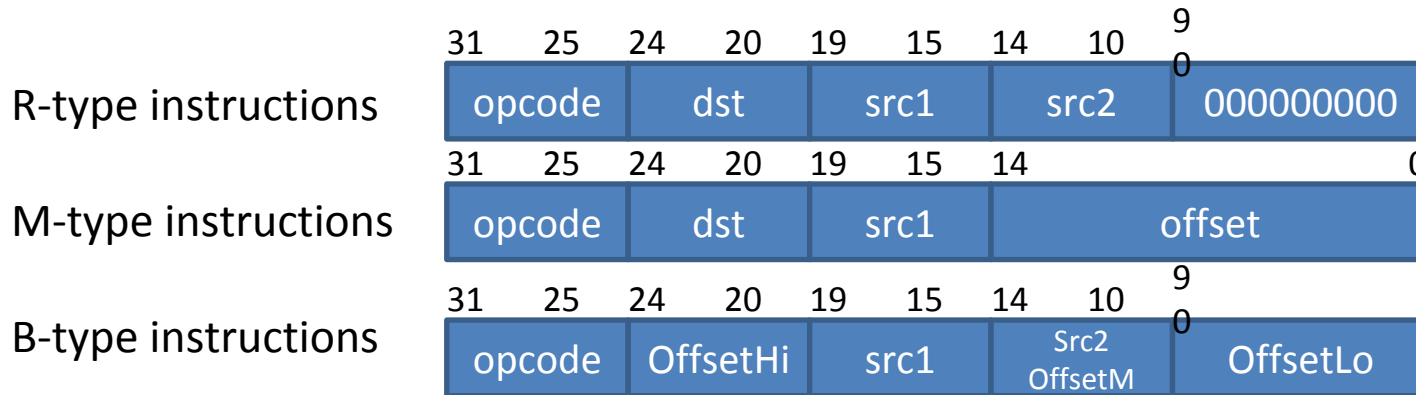 31 25 24 20 19 15 14 10 9
0
R-type instructions opcode dst src1 src2 000000000
31 25 24 20 19 15 14 0
M-type instructions opcode dst src1 offset
31 25 24 20 19 15 14 10 9
0
B-type instructions opcode OffsetHi src1 Src2 OffsetLo
OffsetM